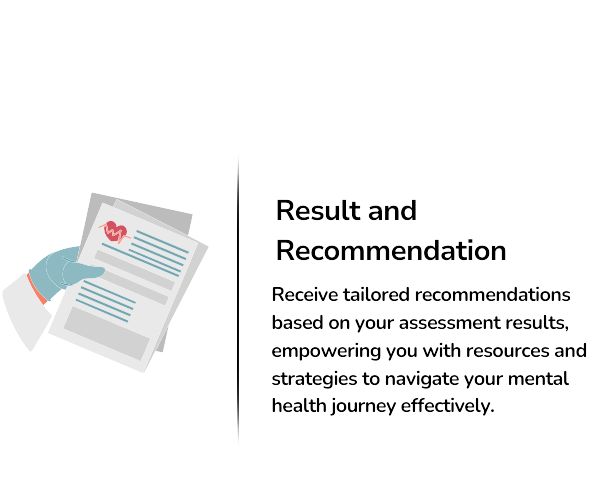 Result and
Recommendation
Receive tailored recommendations
based on your assessment results,
empowering you with resources and
strategies to navigate your mental
health journey effectively.